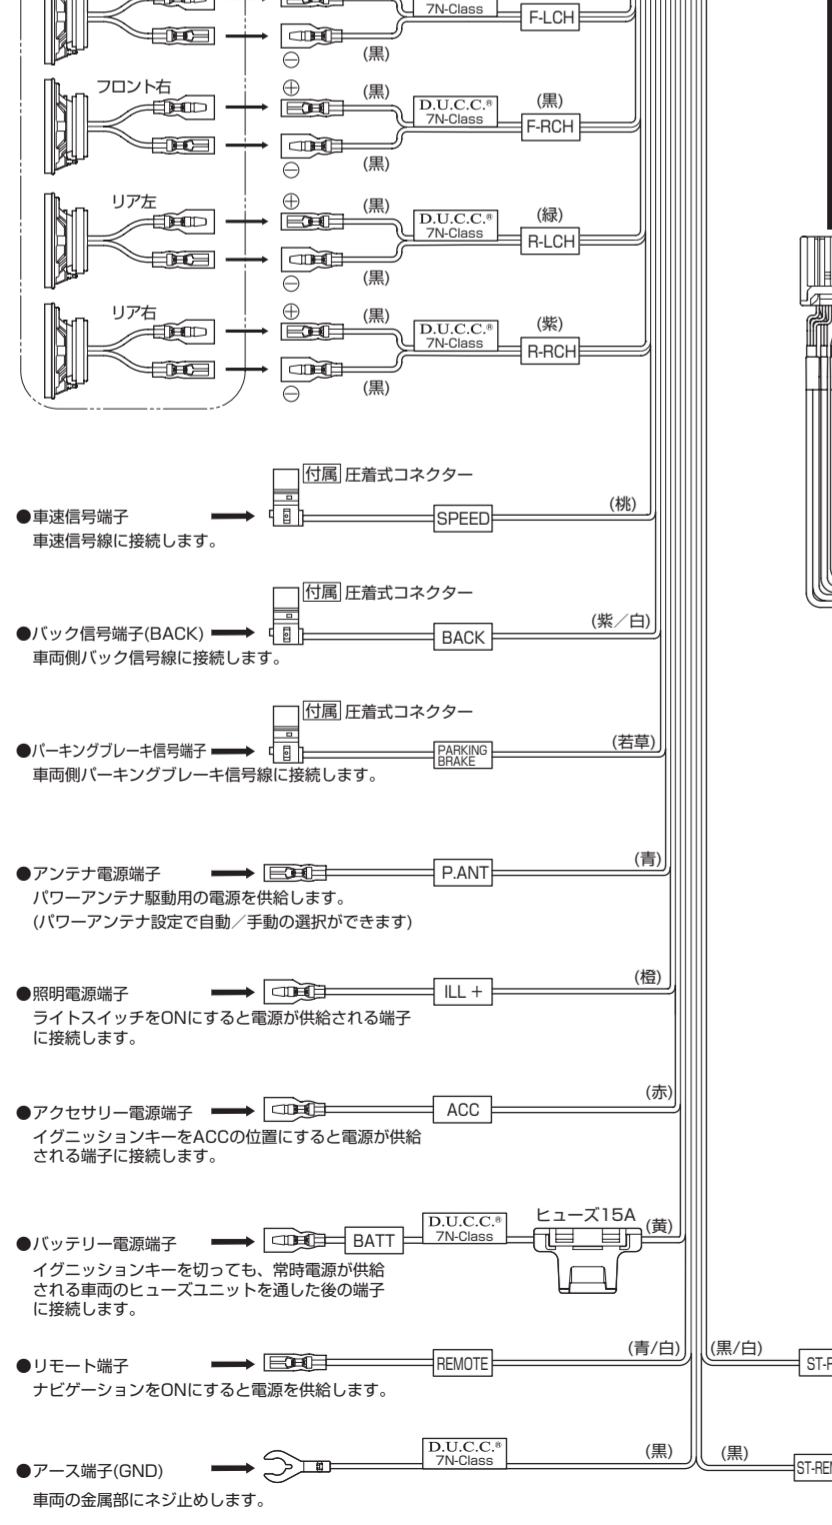 7N-Class
F-LCH
(黒)
⊖
フロント右
⊕
(黒)
D.U.C.C.®
7N-Class
(黒)
F-RCH
(黒)
⊖
リア左
⊕
(黒)
D.U.C.C.®
7N-Class
(緑)
R-LCH
(黒)
⊖
リア右
⊕
(黒)
D.U.C.C.®
7N-Class
(紫)
R-RCH
(黒)
⊖
付属 圧着式コネクター
●車速信号端子
SPEED
(桃)
車速信号線に接続します。
付属 圧着式コネクター
●バック信号端子(BACK)
BACK
(紫/白)
車両側バック信号線に接続します。
付属 圧着式コネクター
●パーキングブレーキ信号端子
PARKING
BRAKE
(若草)
車両側パーキングブレーキ信号線に接続します。
●アンテナ電源端子
P.ANT
(青)
パワーアンテナ駆動用の電源を供給します。
(パワーアンテナ設定で自動/手動の選択ができます)
●照明電源端子
ILL +
(橙)
ライトスイッチをONにすると電源が供給される端子
に接続します。
●アクセサリー電源端子
ACC
(赤)
イグニッションキーをACCの位置にすると電源が供給
される端子に接続します。
●バッテリー電源端子
BATT
D.U.C.C.®
7N-Class
ヒューズ15A
(黄)
イグニッションキーを切っても、常時電源が供給
される車両のヒューズユニットを通した後の端子
に接続します。
●リモート端子
REMOTE
(青/白)
(黒/白)
ナビゲーションをONにすると電源を供給します。
●アース端子(GND)
D.U.C.C.®
7N-Class
(黒)
(黒)
車両の金属部にネジ止めします。